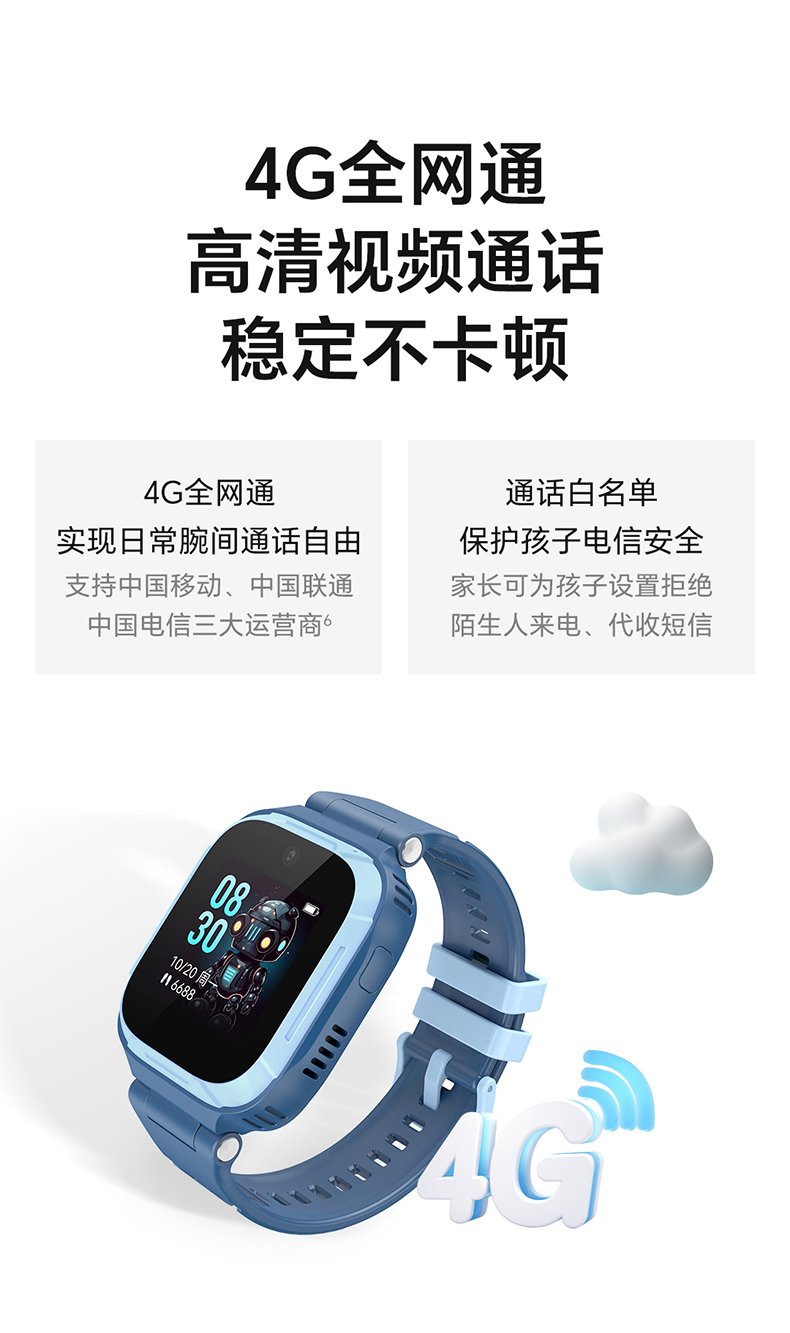 4G全网通
高清视频通话
稳定不卡顿
4G全网通
实现日常腕间通话自由
支持中国移动、中国联通
中国电信三大运营商6
通话白名单
保护孩子电信安全
家长可为孩子设置拒绝
陌生人来电、代收短信
08
30
10/20 周一
6688
4G